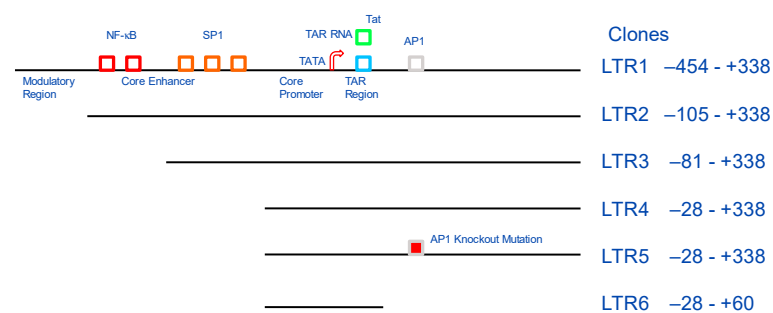 Tat
NF-κB SP1 TAR RNA AP1 Clones
TATA LTR1 –454 - +338
Modulatory Region
Core Enhancer
Core Promoter
TAR Region
LTR2 –105 - +338
LTR3 –81 - +338
LTR4 –28 - +338
AP1 Knockout Mutation
LTR5 –28 - +338
LTR6 –28 - +60